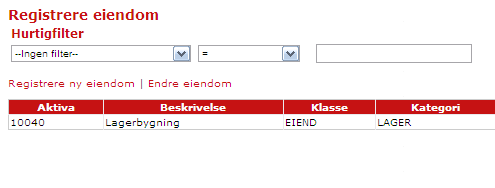 Registrere eiendom
Hurtigfilter
--Ingen filter-- =
Registrere ny eiendom | Endre eiendom
Aktiva Beskrivelse Klasse Kategori
10040 Lagerbygning EIEND LAGER